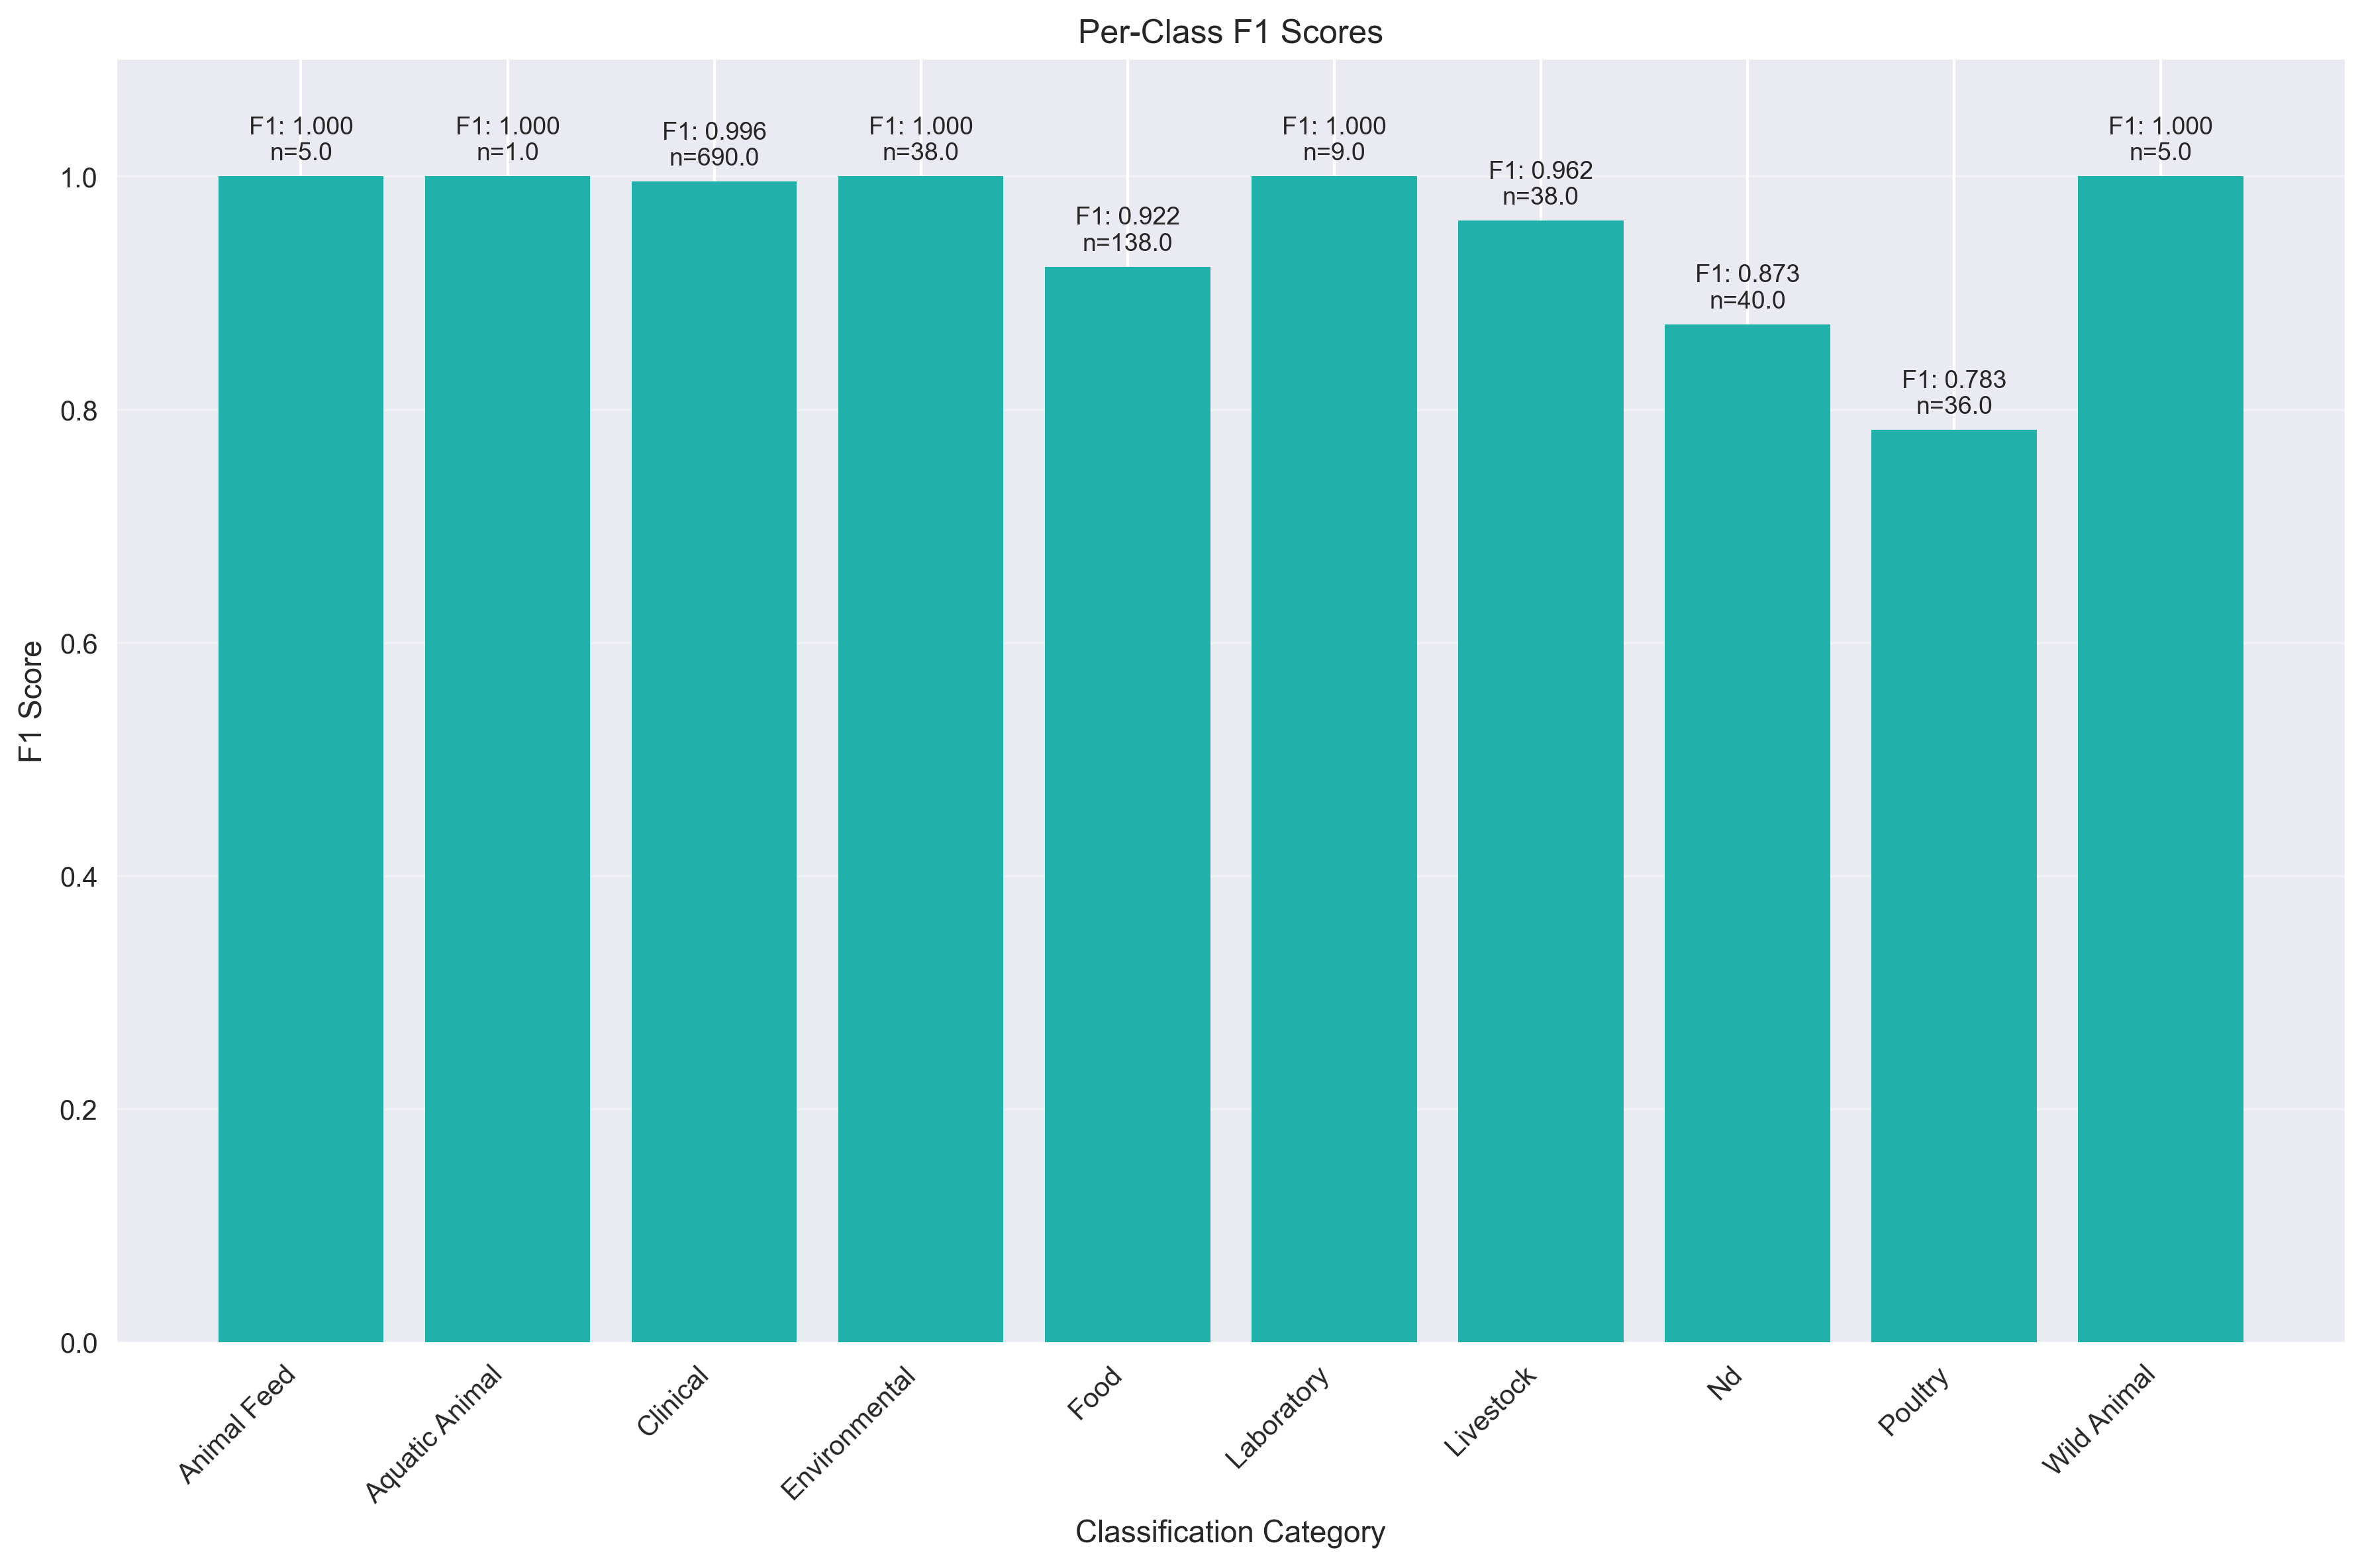 Per-Class F1 Scores
F1: 1.000
n=5.0
F1: 1.000
n=1.0
F1: 0.996
n=690.0
F1: 1.000
n=38.0
F1: 0.922
n=138.0
F1: 1.000
n=9.0
F1: 0.962
n=38.0
F1: 0.873
n=40.0
F1: 0.783
n=36.0
F1: 1.000
n=5.0
1.0
0.8
0.6
0.4
0.2
0.0
F1 Score
Animal Feed
Aquatic Animal
Clinical
Environmental
Food
Laboratory
Livestock
Nd
Poultry
Wild Animal
Classification Category